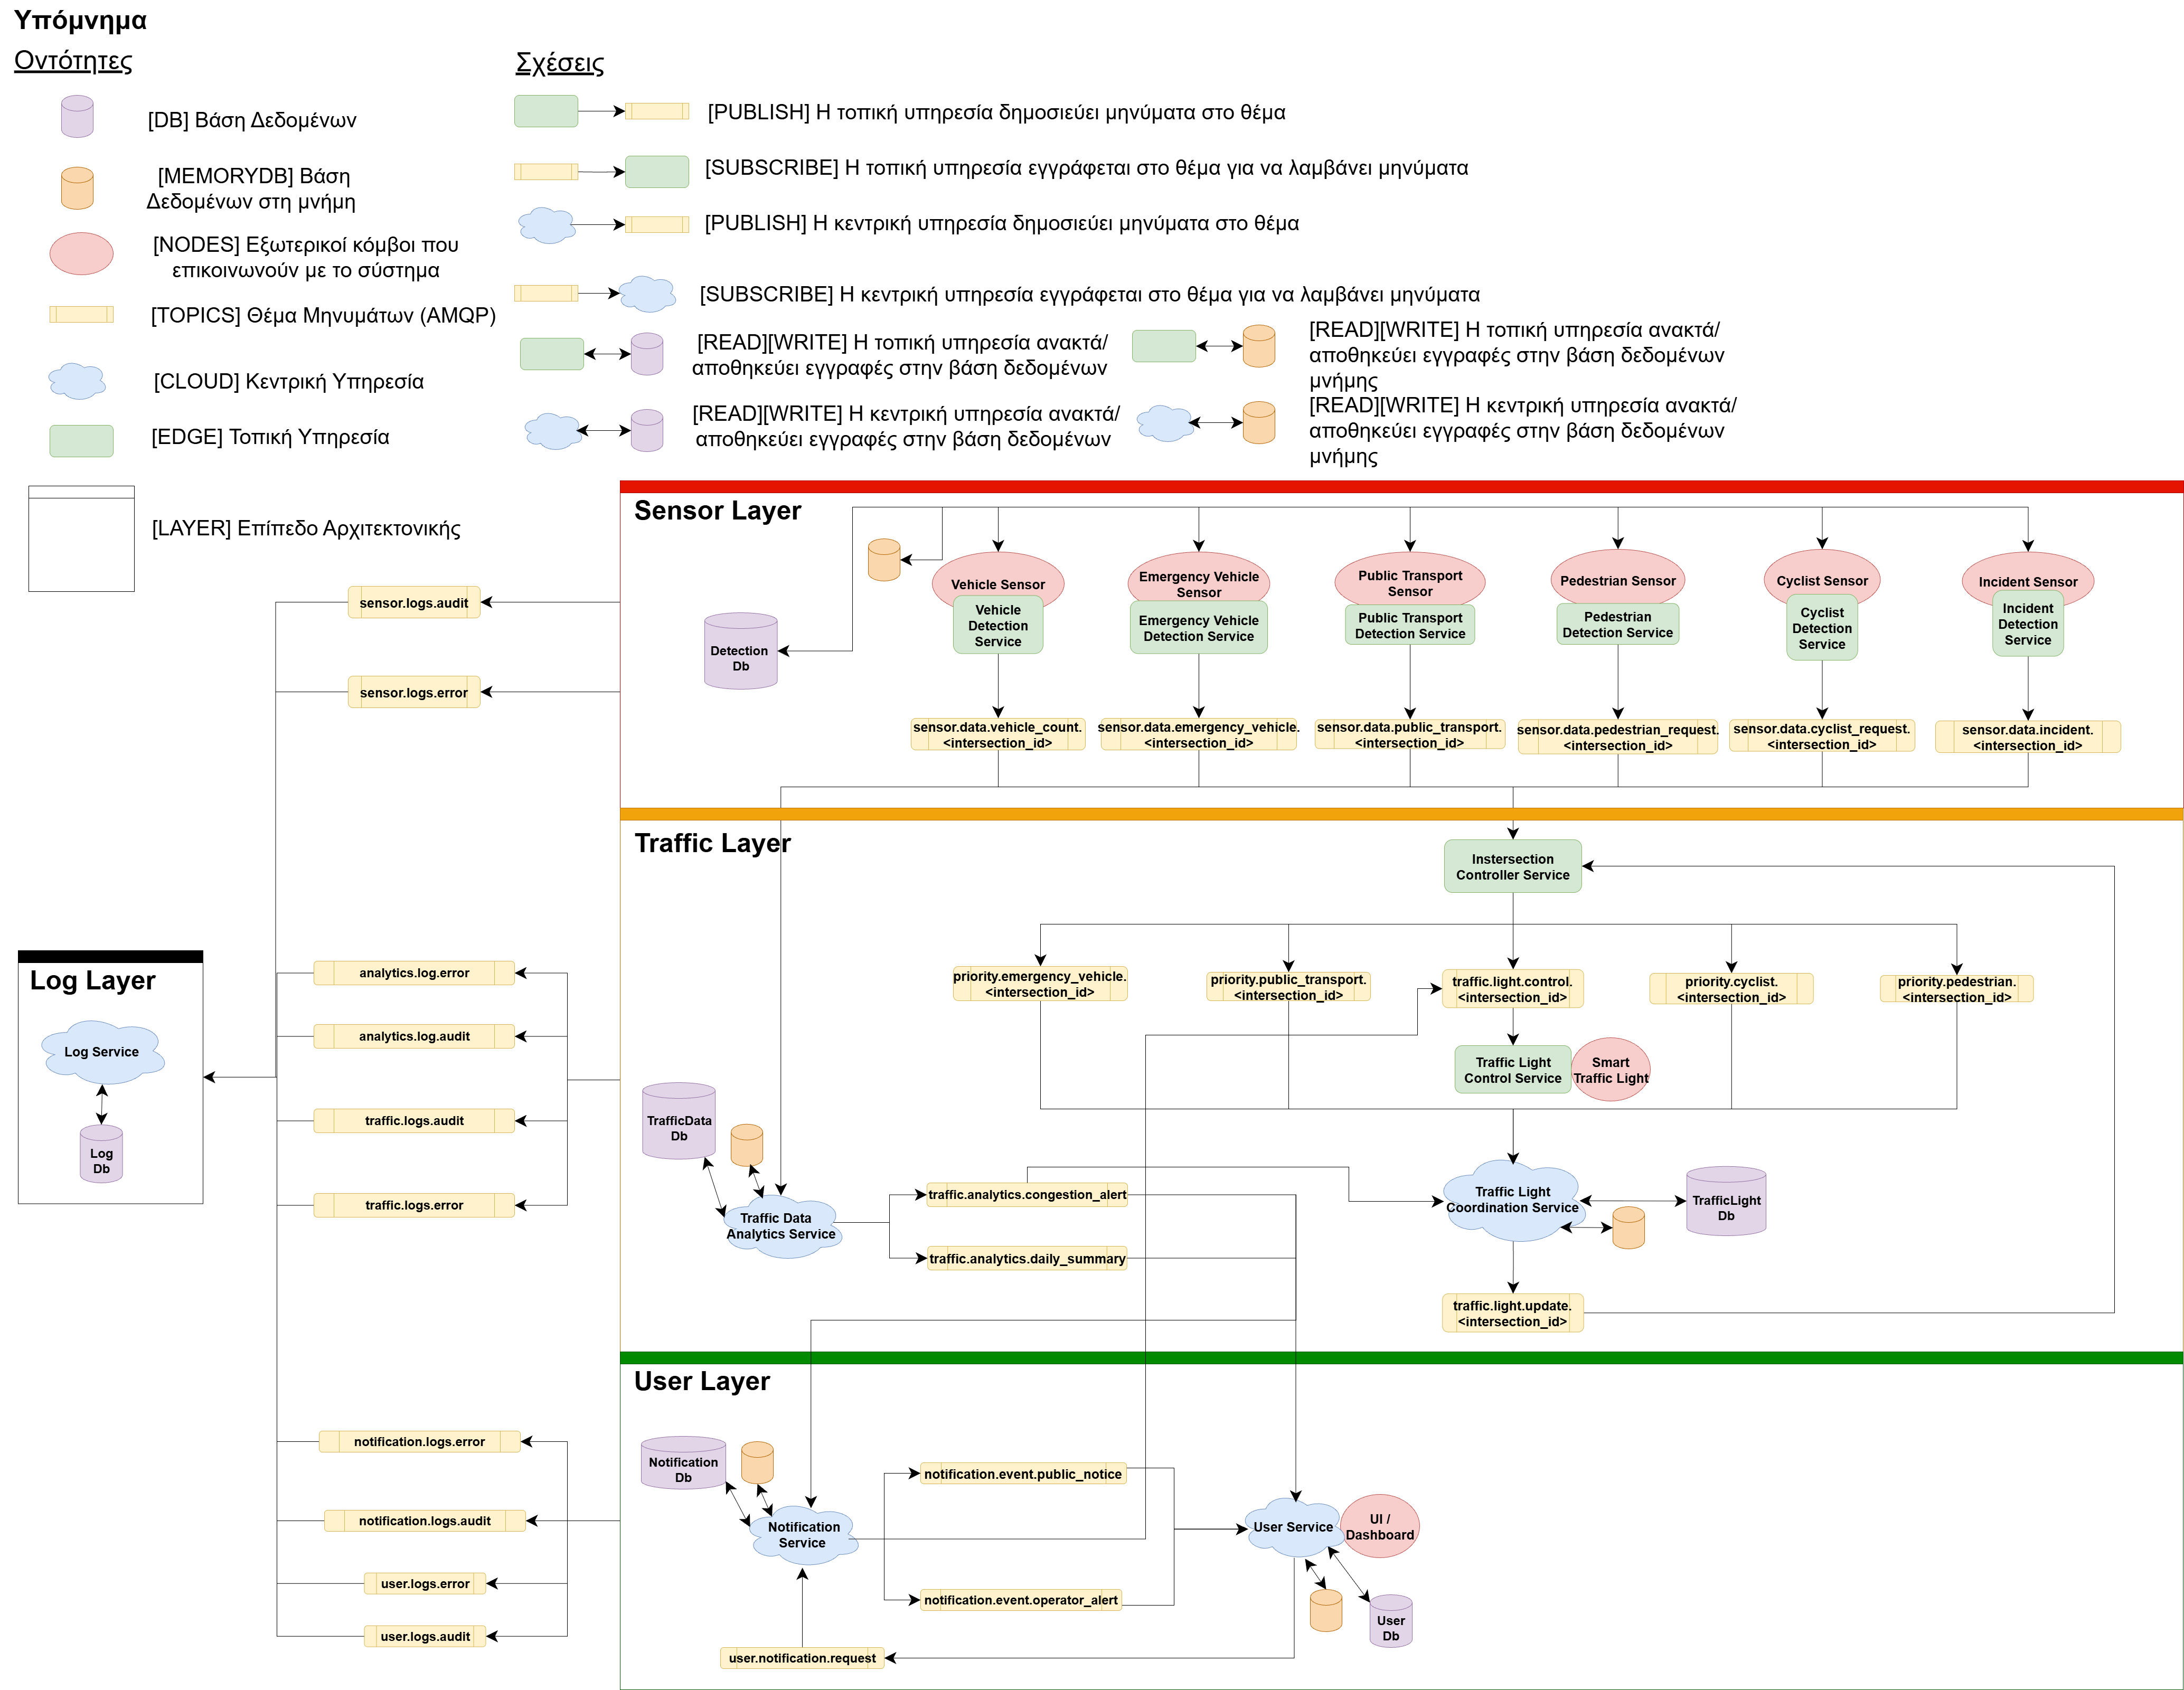 Υπόμνημα
Οντότητες
[DB] Βάση Δεδομένων
[MEMORYDB] Βάση
Δεδομένων στη μνήμη
[NODES] Εξωτερικοί κόμβοι που
επικοινωνούν με το σύστημα
[TOPICS] Θέμα Μηνυμάτων (AMQP)
[CLOUD] Κεντρική Υπηρεσία
[EDGE] Τοπική Υπηρεσία
[LAYER] Επίπεδο Αρχιτεκτονικής
Σχέσεις
[PUBLISH] Η τοπική υπηρεσία δημοσιεύει μηνύματα στο θέμα
[SUBSCRIBE] Η τοπική υπηρεσία εγγράφεται στο θέμα για να λαμβάνει μηνύματα
[PUBLISH] Η κεντρική υπηρεσία δημοσιεύει μηνύματα στο θέμα
[SUBSCRIBE] Η κεντρική υπηρεσία εγγράφεται στο θέμα για να λαμβάνει μηνύματα
[READ][WRITE] Η τοπική υπηρεσία ανακτά/
αποθηκεύει εγγραφές στην βάση δεδομένων
[READ][WRITE] Η κεντρική υπηρεσία ανακτά/
αποθηκεύει εγγραφές στην βάση δεδομένων
[READ][WRITE] Η τοπική υπηρεσία ανακτά/
αποθηκεύει εγγραφές στην βάση δεδομένων
μνήμης
[READ][WRITE] Η κεντρική υπηρεσία ανακτά/
αποθηκεύει εγγραφές στην βάση δεδομένων
μνήμης
Sensor Layer
Vehicle Sensor
Vehicle
Detection
Service
Emergency Vehicle
Sensor
Emergency Vehicle
Detection Service
Public Transport
Sensor
Public Transport
Detection Service
Pedestrian Sensor
Pedestrian
Detection Service
Cyclist Sensor
Cyclist
Detection
Service
Incident Sensor
Incident
Detection
Service
Detection
Db
sensor.data.vehicle_count.
<intersection_id>
sensor.data.emergency_vehicle.
<intersection_id>
sensor.data.public_transport.
<intersection_id>
sensor.data.pedestrian_request.
<intersection_id>
sensor.data.cyclist_request.
<intersection_id>
sensor.data.incident.
<intersection_id>
sensor.logs.audit
sensor.logs.error
Log Layer
Log Service
Log
Db
analytics.log.error
analytics.log.audit
traffic.logs.audit
traffic.logs.error
Traffic Layer
Instersection
Controller Service
priority.emergency_vehicle.
<intersection_id>
priority.public_transport.
<intersection_id>
traffic.light.control.
<intersection_id>
priority.cyclist.
<intersection_id>
priority.pedestrian.
<intersection_id>
Traffic Light
Control Service
Smart
Traffic Light
TrafficData
Db
Traffic Data
Analytics Service
traffic.analytics.congestion_alert
traffic.analytics.daily_summary
Traffic Light
Coordination Service
TrafficLight
Db
traffic.light.update.
<intersection_id>
User Layer
notification.logs.error
notification.logs.audit
user.logs.error
user.logs.audit
Notification
Db
Notification
Service
notification.event.public_notice
notification.event.operator_alert
user.notification.request
User Service
UI /
Dashboard
User
Db